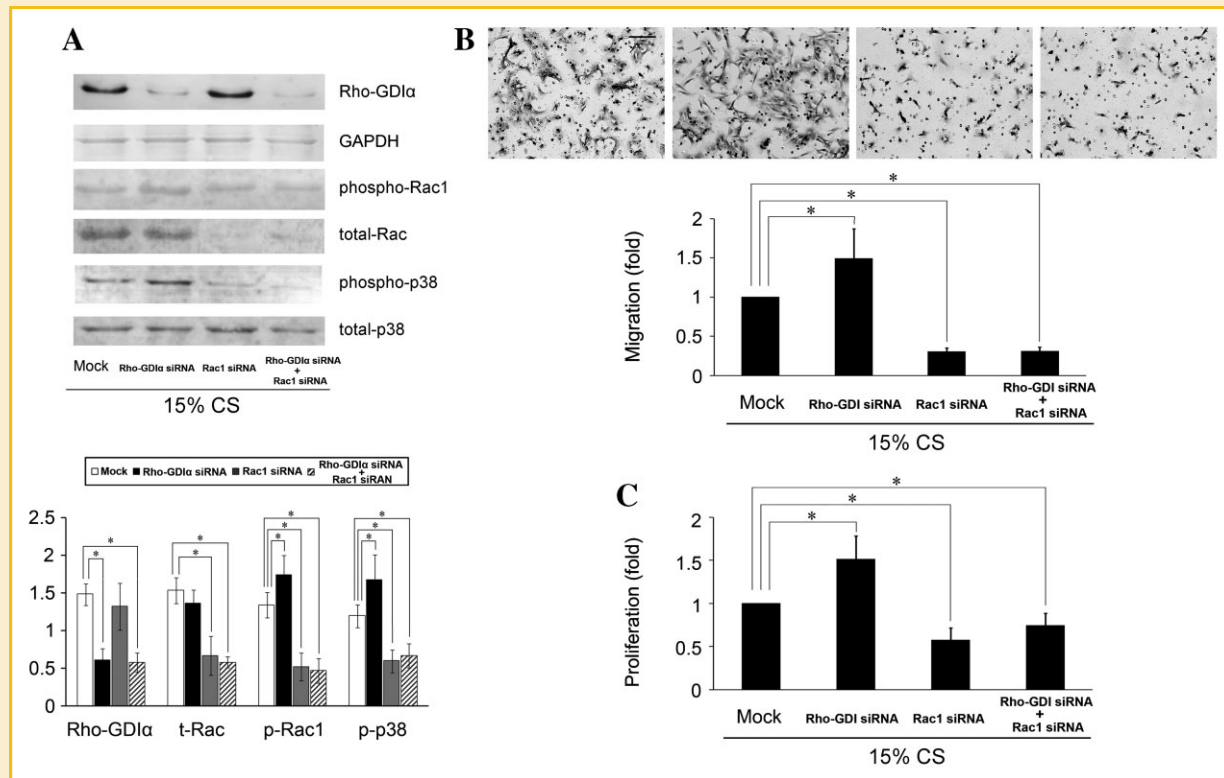 A
Rho-GDIα
GAPDH
phospho-Rac1
total-Rac
phospho-p38
total-p38
Mock Rho-GDIα siRNA Rac1 siRNA Rho-GDIα siRNA
+
Rac1 siRNA
15% CS
Mock Rho-GDIα siRNA Rac1 siRNA Rho-GDIα siRNA
+
Rac1 siRAN
2.5
2
1.5
1
0.5
0
* * * * * * * * * *
Rho-GDIα t-Rac p-Rac1 p-p38
B
*
*
*
Migration (fold)
2
1.5
1
0.5
0
Mock Rho-GDI siRNA Rac1 siRNA Rho-GDI siRNA
+
Rac1 siRNA
15% CS
C
*
*
*
Proliferation (fold)
2
1.5
1
0.5
0
Mock Rho-GDI siRNA Rac1 siRNA Rho-GDI siRNA
+
Rac1 siRNA
15% CS